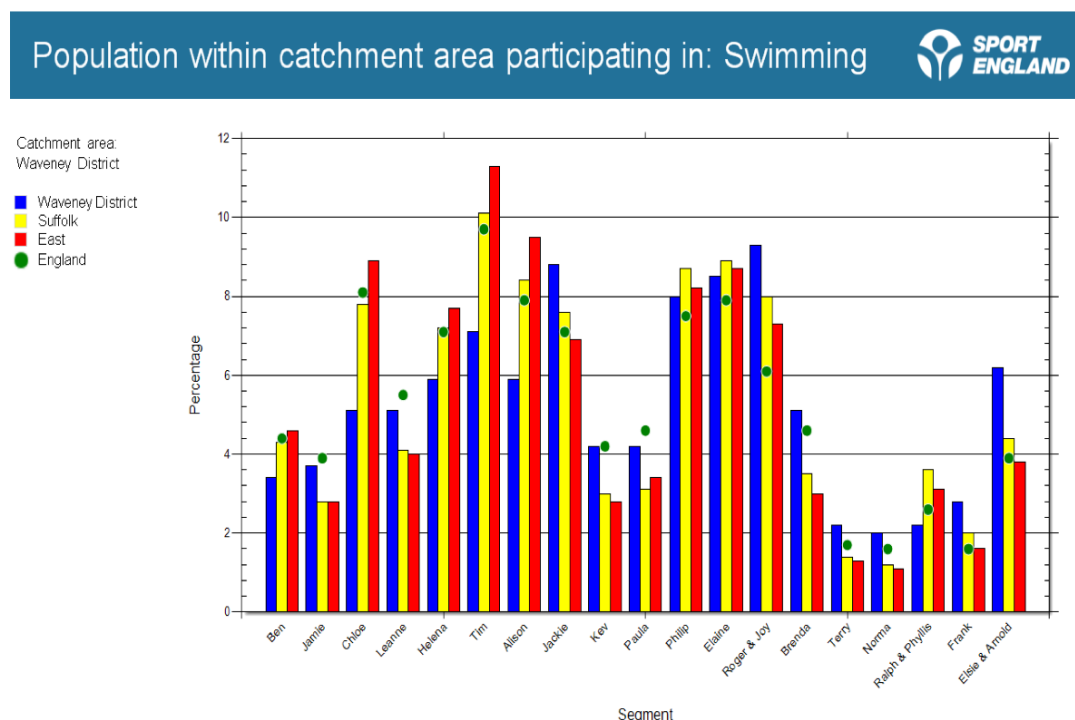 Population within catchment area participating in: Swimming
SPORT
ENGLAND
Catchment area:
Waveney District
Waveney District
Suffolk
East
England
12
10
8
6
4
2
0
Percentage
Ben
Jamie
Chloe
Leanne
Helena
Tim
Alison
Jackie
Kev
Paula
Philip
Elaine
Roger & Joy
Brenda
Terry
Norma
Ralph & Phyllis
Frank
Elsie & Arnold
Segment